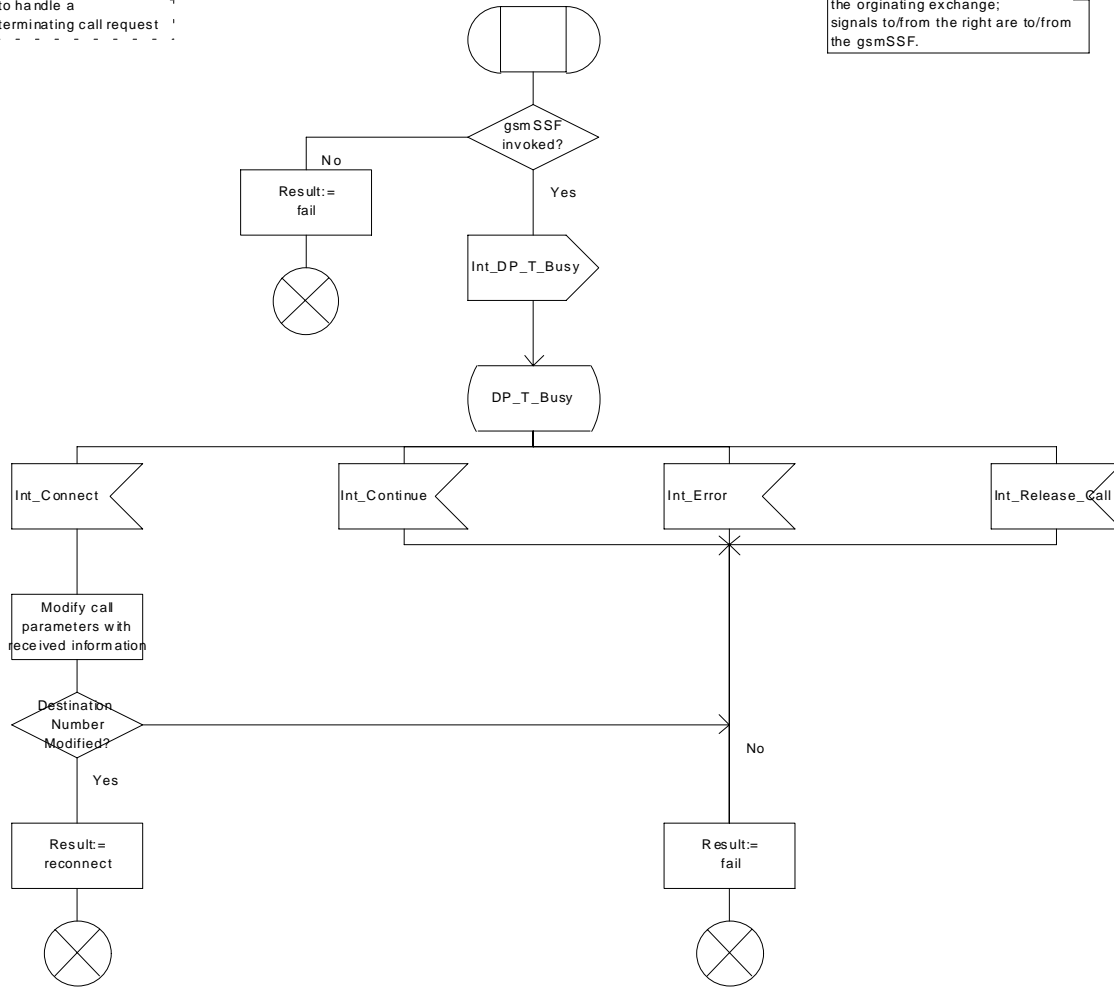 to handle a
terminating call request
the orginating exchange;
signals to/from the right are to/from
the gsmSSF.
gsmSSF
invoked?
No
Yes
Result:=
fail
Int_DP_T_Busy
DP_T_Busy
Int_Connect
Int_Continue
Int_Error
Int_Release_Call
Modify call
parameters with
received information
Destination
Number
Modified?
No
Yes
Result:=
reconnect
Result:=
fail